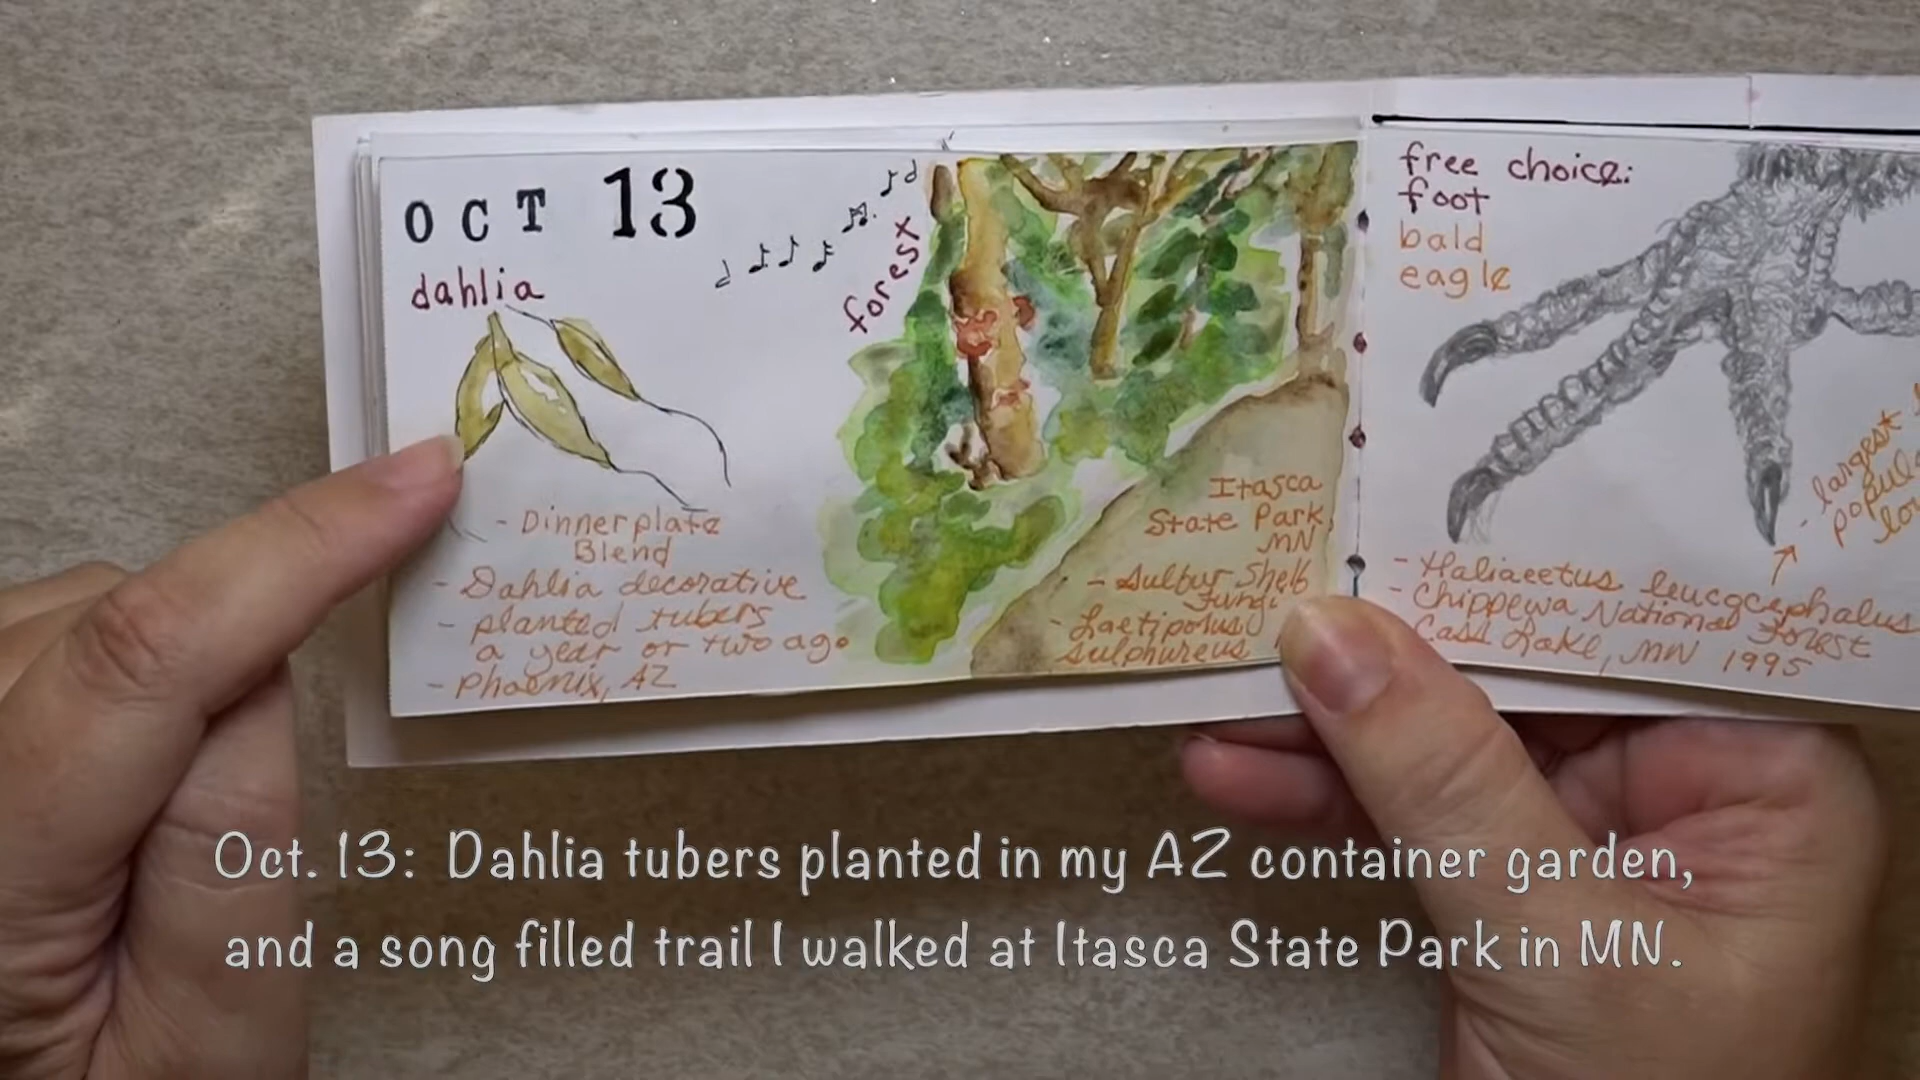 OCT 13
dahlia
- Dinnerplate
Blend
- Dahlia decorative
- planted tubers
a year or two ago
- Phoenix, AZ
forest
Itasca
State Park,
MN
- Sulbur Shelf
Fungi
- Laetiporus
sulphureus
free choice:
foot
bald
eagle
- largest
- Haliaeetus leucocephalus
- Chippewa National Forest
Cass Lake, MN 1995
Oct. 13: Dahlia tubers planted in my AZ container garden,
and a song filled trail I walked at Itasca State Park in MN.